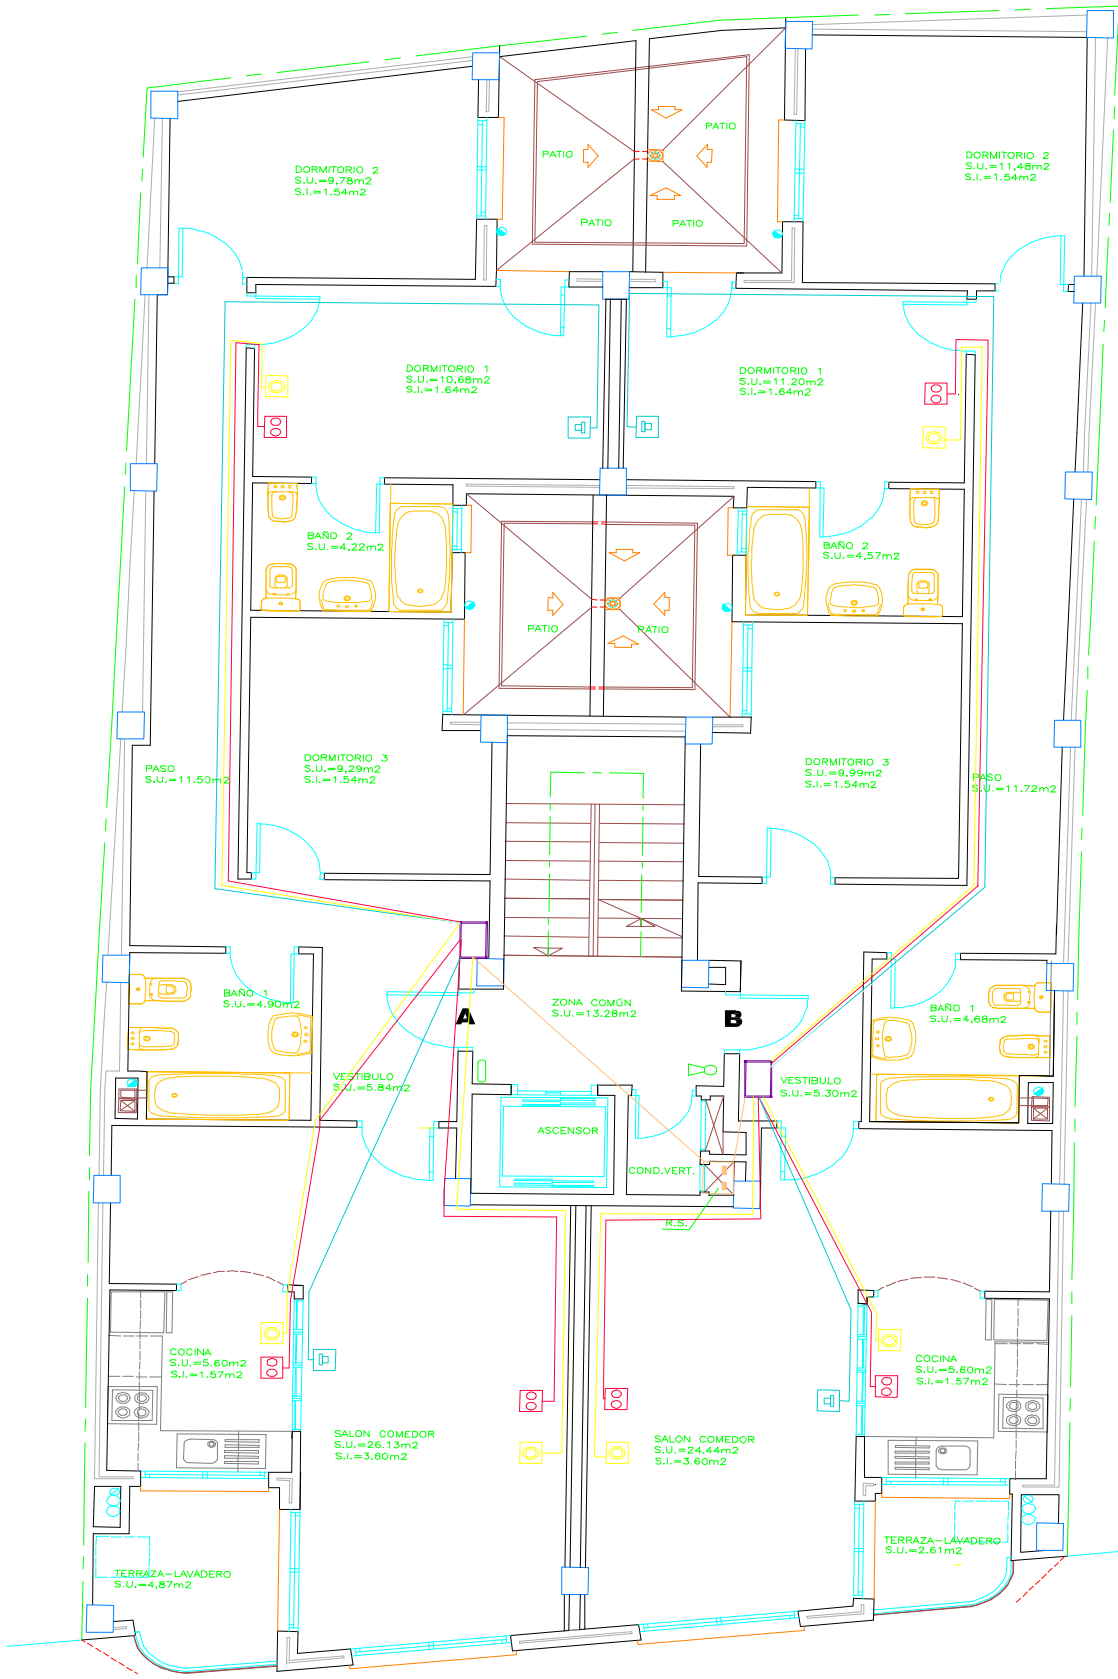 PATIO
PATIO
DORMITORIO 2
S.U.=9,78m2
S.I.=1.54m2
DORMITORIO 2
S.U.=11,48m2
S.I.=1.54m2
PATIO
PATIO
DORMITORIO 1
S.U.=10.68m2
S.I.=1.64m2
DORMITORIO 1
S.U.=11.20m2
S.I.=1.64m2
BAÑO 2
S.U.=4,22m2
BAÑO 2
S.U.=4,57m2
PATIO
PATIO
PASO
S.U.=11.50m2
DORMITORIO 3
S.U.=9,29m2
S.I.=1.54m2
DORMITORIO 3
S.U.=9,99m2
S.I.=1.54m2
PASO
S.U.=11.72m2
BAÑO 1
S.U.=4.90m2
A
ZONA COMÚN
S.U.=13.28m2
B
BAÑO 1
S.U.=4.68m2
VESTIBULO
S.U.=5.84m2
VESTIBULO
S.U.=5.30m2
ASCENSOR
COND.VERT.
R.S.
COCINA
S.U.=5.60m2
S.I.=1.57m2
COCINA
S.U.=5.60m2
S.I.=1.57m2
SALON COMEDOR
S.U.=26.13m2
S.I.=3.60m2
SALON COMEDOR
S.U.=24.44m2
S.I.=3.60m2
TERRAZA-LAVADERO
S.U.=4,87m2
TERRAZA-LAVADERO
S.U.=2.61m2